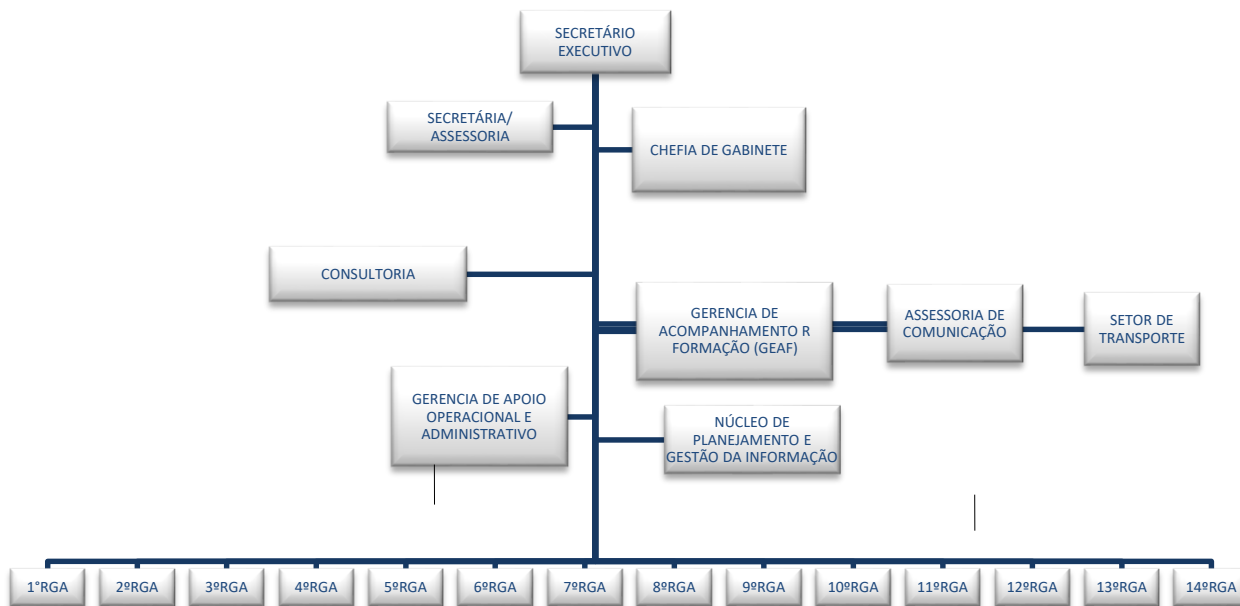 SECRETÁRIO
EXECUTIVO
SECRETÁRIA/
ASSESSORIA
CHEFIA DE GABINETE
CONSULTORIA
GERENCIA DE
ACOMPANHAMENTO R
FORMAÇÃO (GEAF)
ASSESSORIA DE
COMUNICAÇÃO
SETOR DE
TRANSPORTE
GERENCIA DE APOIO
OPERACIONAL E
ADMINISTRATIVO
NÚCLEO DE
PLANEJAMENTO E
GESTÃO DA INFORMAÇÃO
1°RGA
2ºRGA
3ºRGA
4ºRGA
5ºRGA
6ºRGA
7ºRGA
8ºRGA
9ºRGA
10ºRGA
11ºRGA
12ºRGA
13ºRGA
14ºRGA